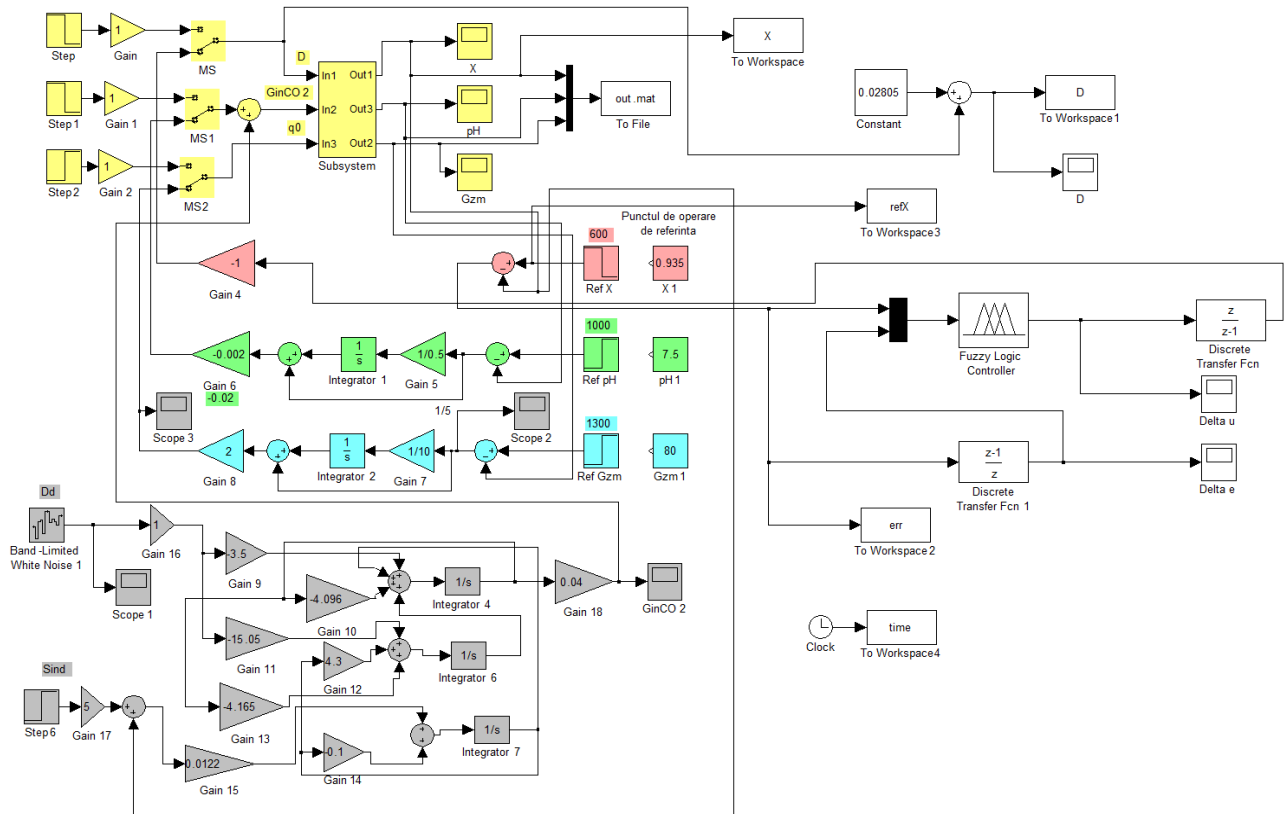 Step
1
Gain
MS
Step 1
1
Gain 1
MS1
Step2
1
Gain 2
MS2
D
GinCO 2
q0
In1
In2
In3
Out1
Out3
Out2
Subsystem
X
pH
Gzm
out .mat
To File
X
To Workspace
0.02805
Constant
+
+
D
To Workspace1
D
refX
To Workspace3
Punctul de operare
de referinta
-1
Gain 4
600
Ref X
0.935
X 1
-0.002
Gain 6
-0.02
1
s
Integrator 1
1/0.5
Gain 5
1000
Ref pH
7.5
pH 1
Scope 3
1/5
Scope 2
2
Gain 8
1
s
Integrator 2
1/10
Gain 7
1300
Ref Gzm
80
Gzm 1
Fuzzy Logic
Controller
z
z-1
Discrete
Transfer Fcn
Delta u
z-1
z
Discrete
Transfer Fcn 1
Delta e
err
To Workspace2
Clock
time
To Workspace4
Dd
Band -Limited
White Noise 1
Scope 1
1
Gain 16
-3.5
Gain 9
-4.096
Gain 10
-15.05
Gain 11
4.3
Gain 12
-4.165
Gain 13
-0.1
Gain 14
0.0122
Gain 15
1/s
Integrator 4
1/s
Integrator 6
1/s
Integrator 7
0.04
Gain 18
GinCO 2
Sind
Step6
5
Gain 17